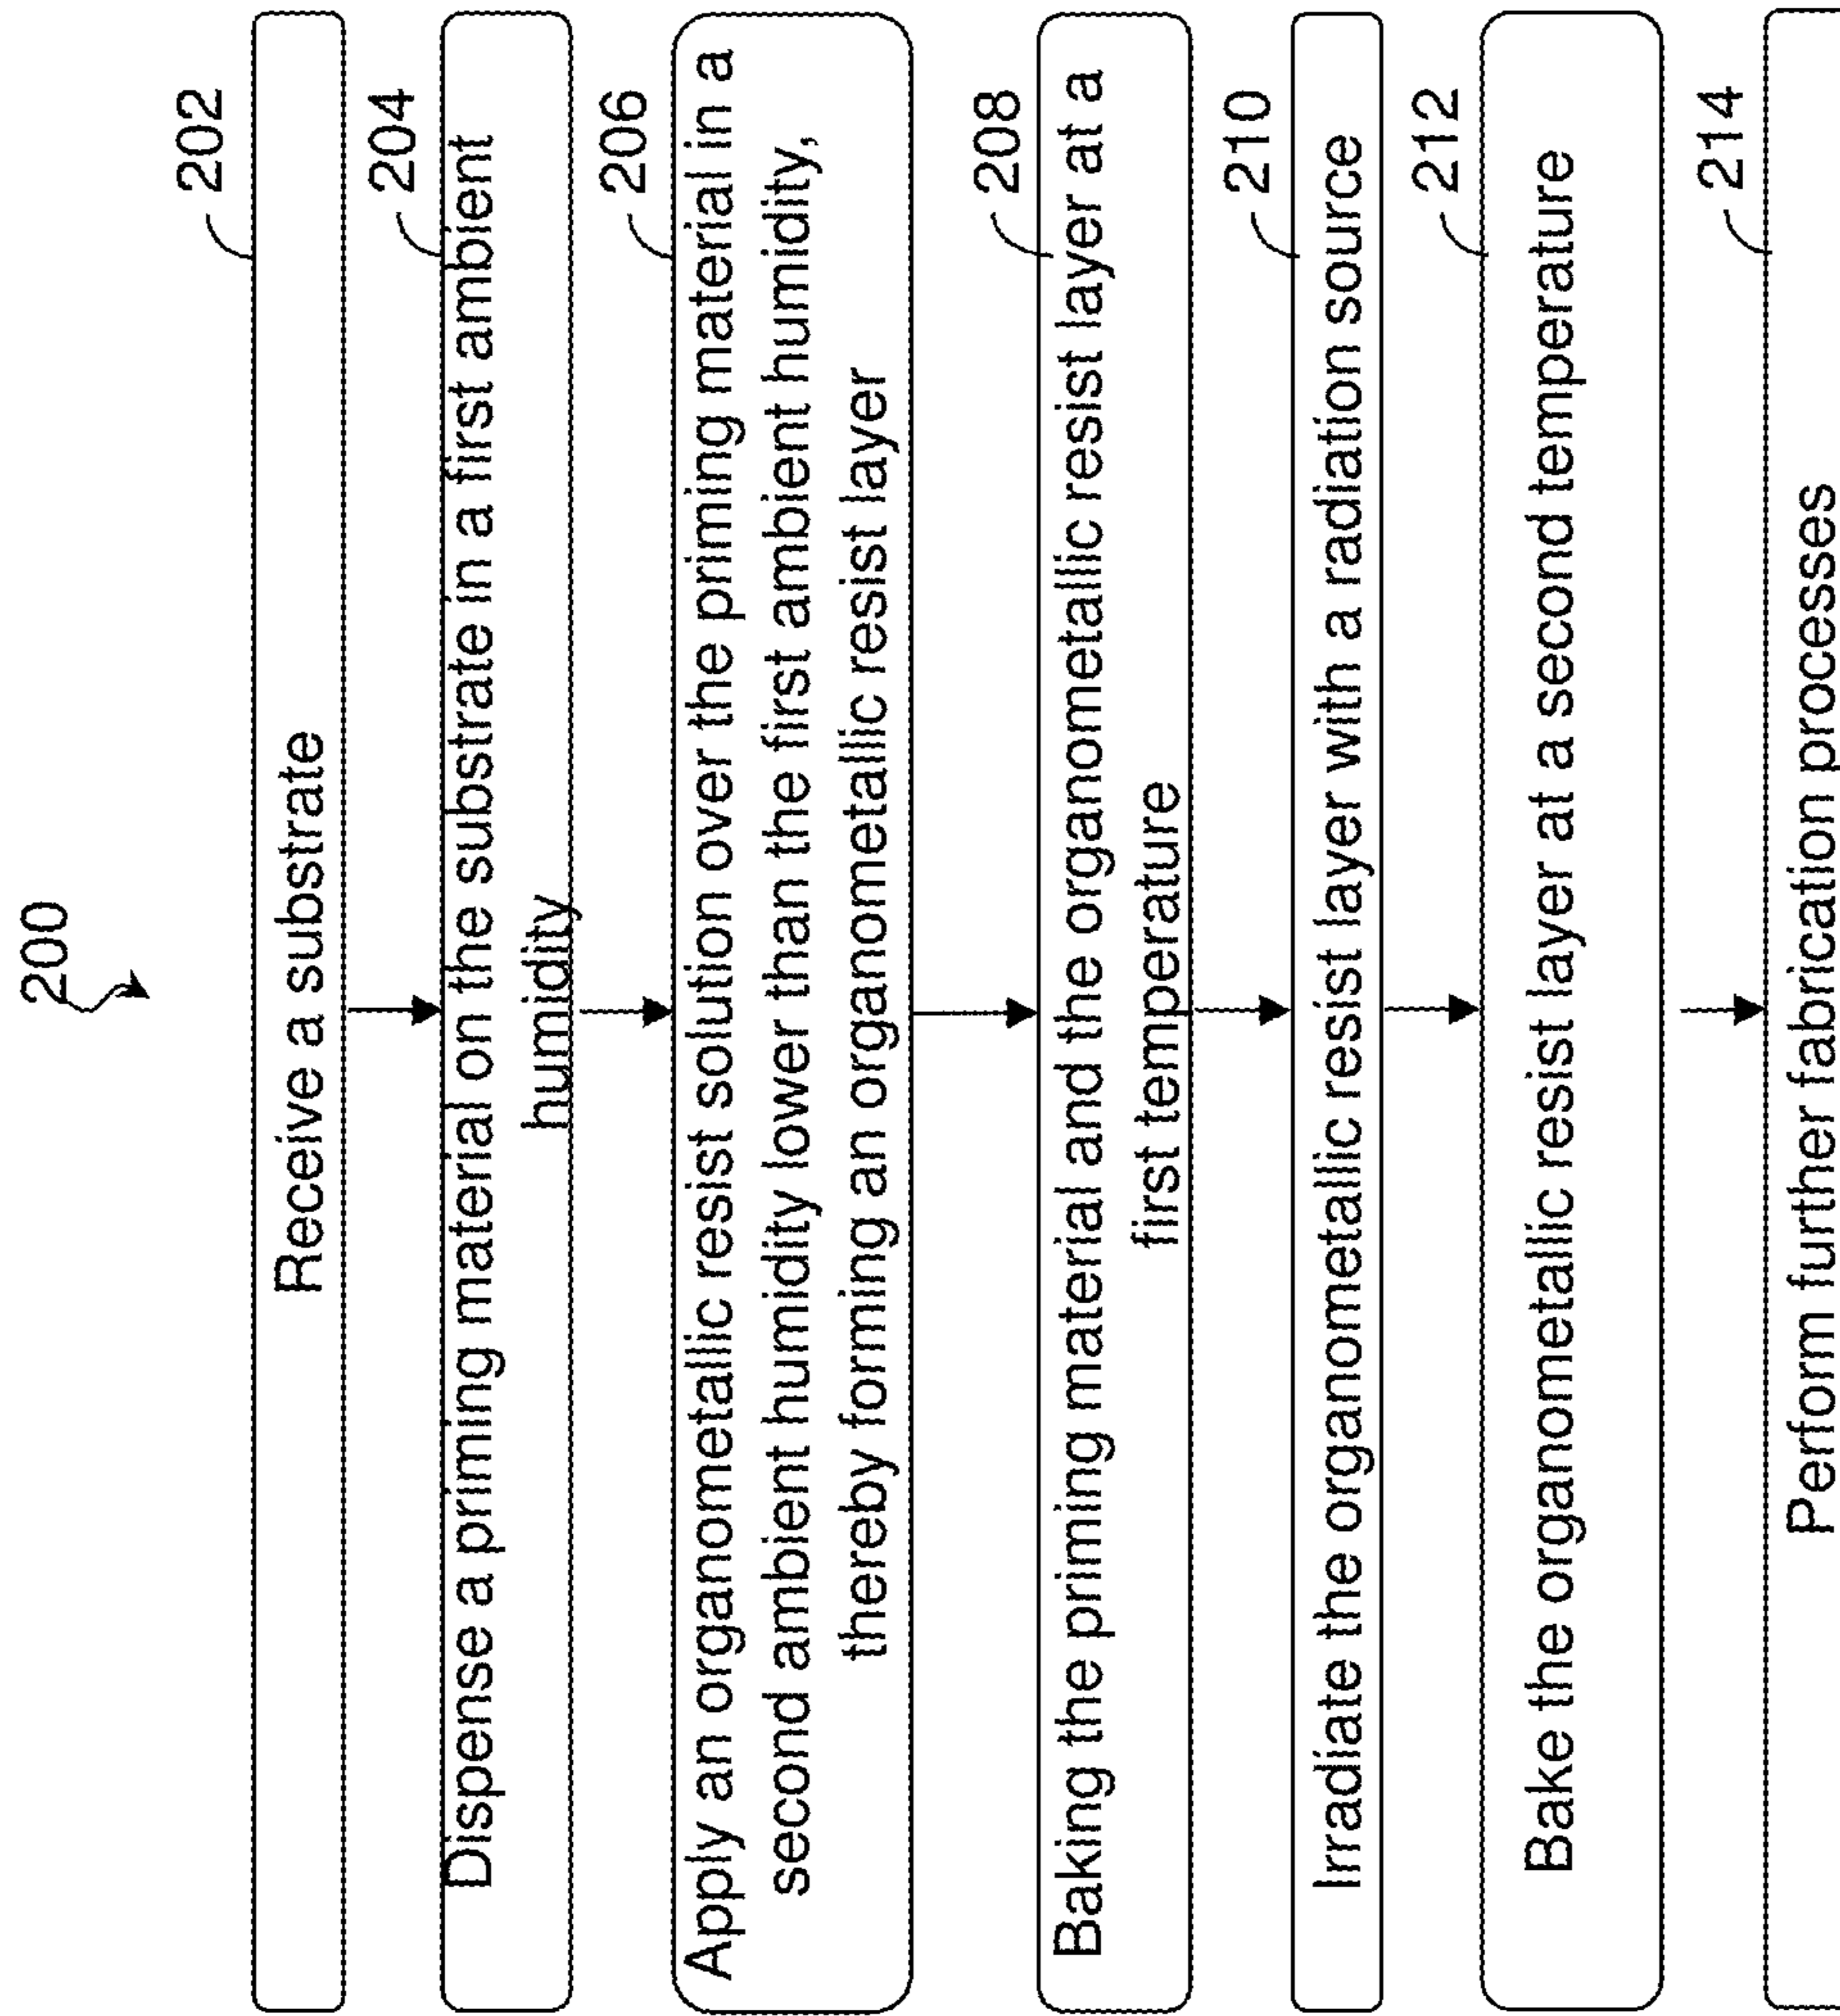 200
202
Receive a substrate
204
Dispense a priming material on the substrate in a first ambient
humidity
206
Apply an organometallic resist solution over the priming material in a
second ambient humidity lower than the first ambient humidity,
thereby forming an organometallic resist layer
208
Baking the priming material and the organometallic resist layer at a
first temperature
210
Irradiate the organometallic resist layer with a radiation source
212
Bake the organometallic resist layer at a second temperature
214
Perform further fabrication processes